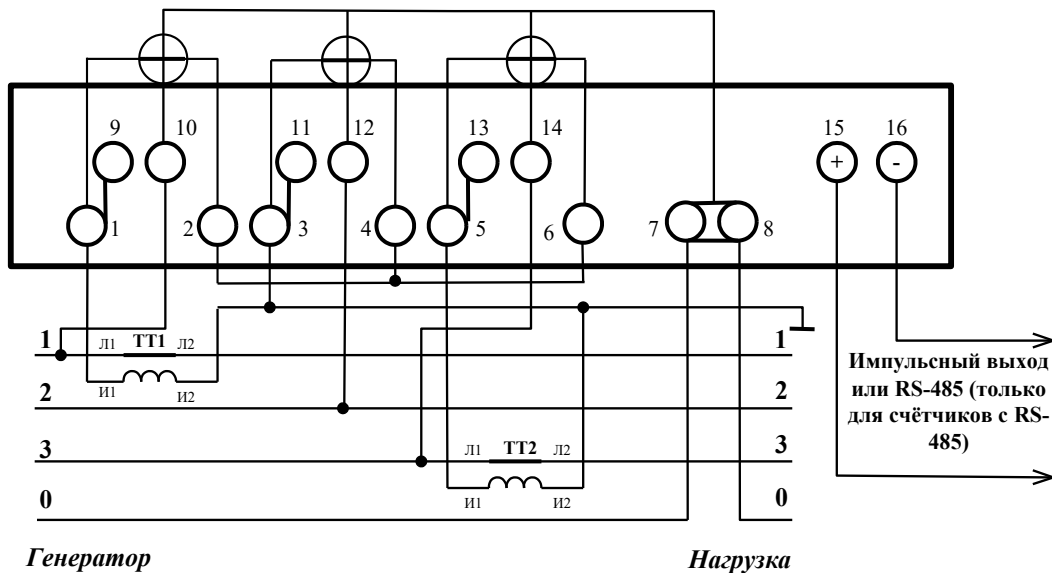 9 10 11 12 13 14 15 16
+ -
1 2 3 4 5 6 7 8
1 Л1 ТТ1 Л2 1
И1 И2
2 2
3 Л1 ТТ2 Л2 3
И1 И2
0 0
Импульсный выход
или RS-485 (только
для счётчиков с RS-
485)
Генератор Нагрузка